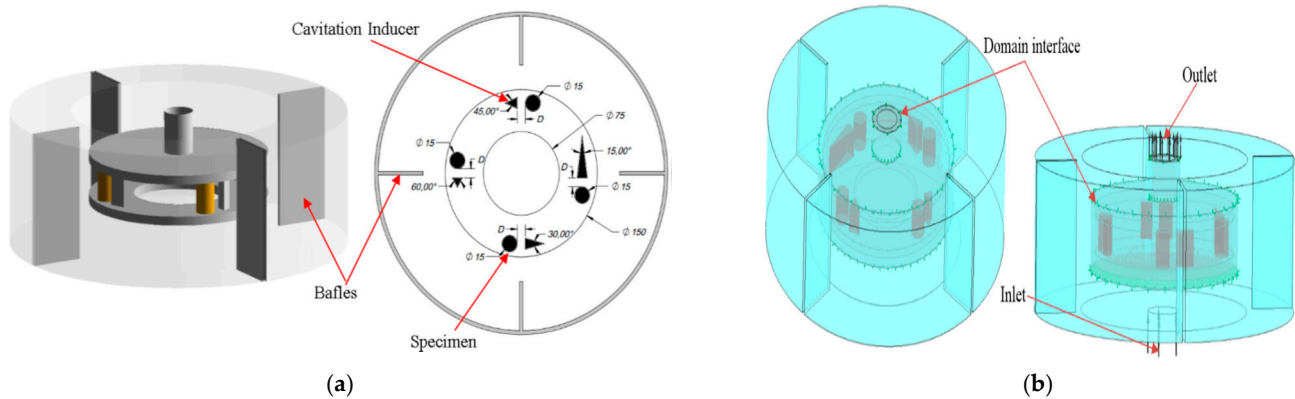 Cavitation Inducer
∅ 15
45,00°
D
∅ 75
∅ 15
D
60,00°
15,00°
D
∅ 15
D
30,00°
∅ 150
∅ 15
Bafles
Specimen
(a)
Domain interface
Outlet
Inlet
(b)